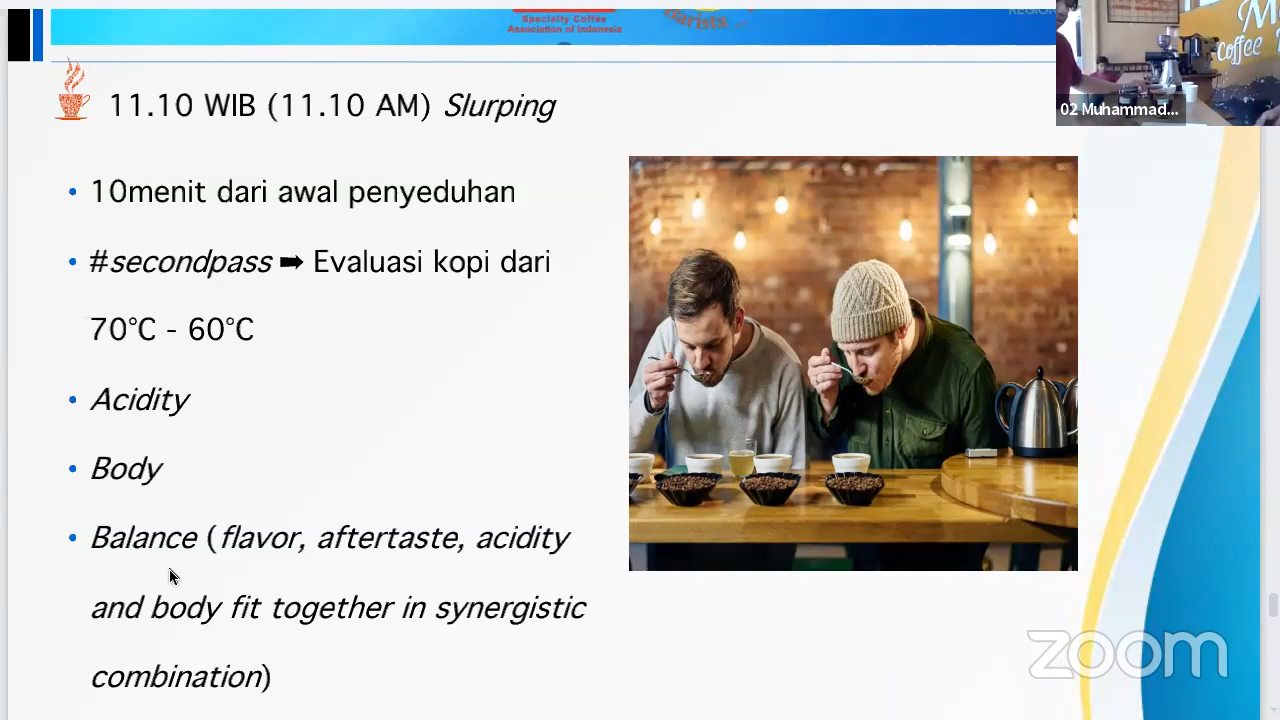 Specialty Coffee
Association of Indonesia
REGION
11.10 WIB (11.10 AM) Slurping
02 Muhammad...
• 10menit dari awal penyeduhan
• #secondpass ➡ Evaluasi kopi dari
70°C - 60°C
• Acidity
• Body
• Balance (flavor, aftertaste, acidity
and body fit together in synergistic
combination)
zoom